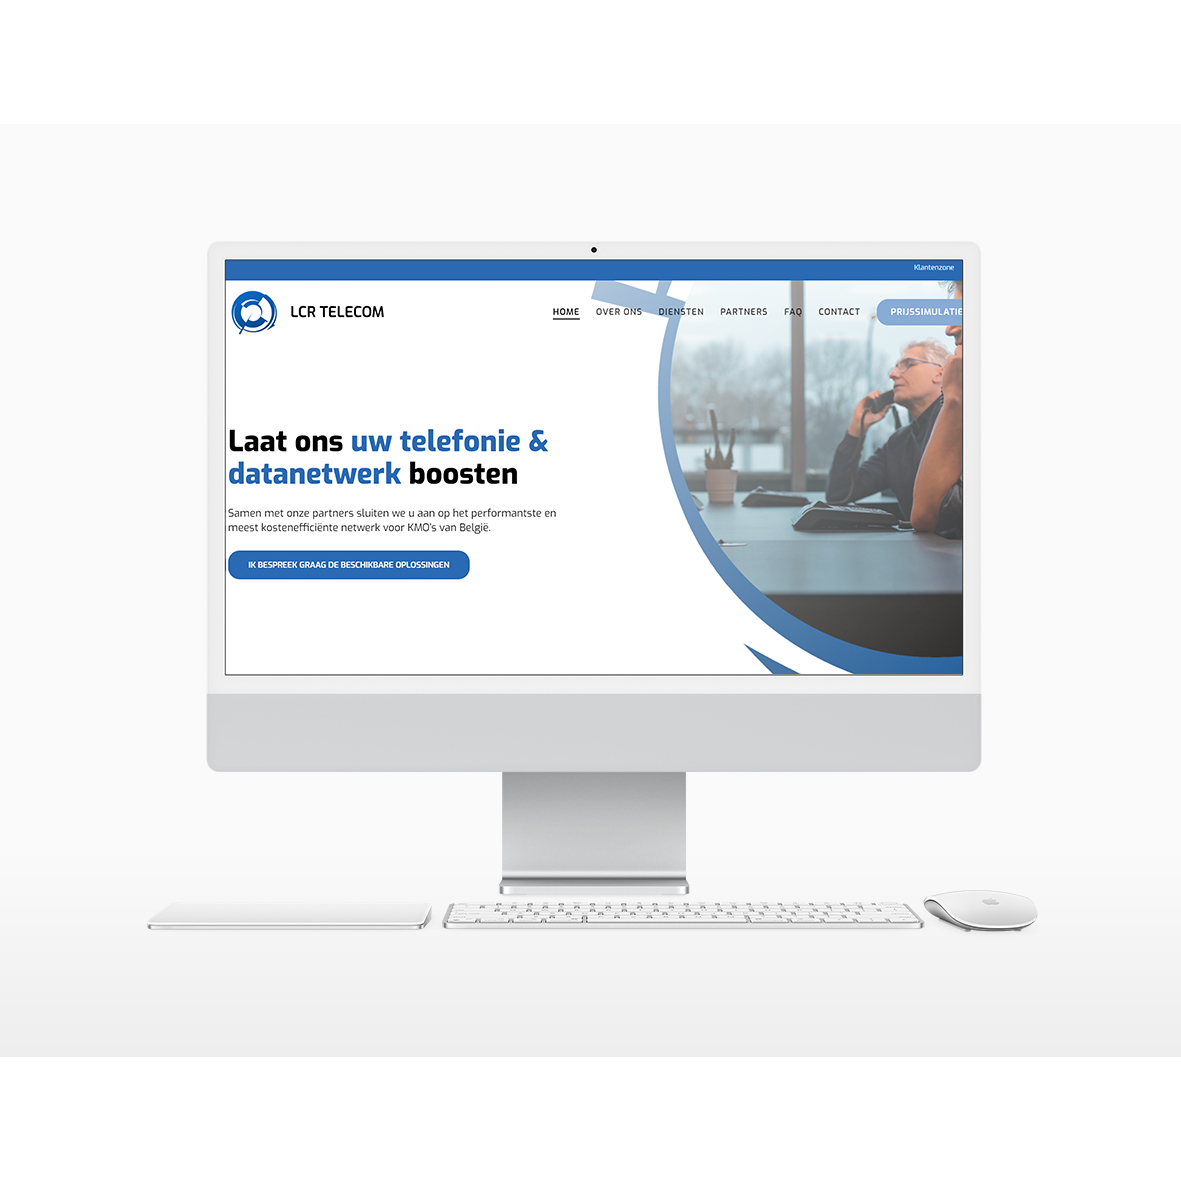 Klantenzone
LCR TELECOM
HOME OVER ONS DIENSTEN PARTNERS FAQ CONTACT PRIJSSIMULATIE
Laat ons uw telefonie &
datanetwerk boosten
Samen met onze partners sluiten we u aan op het performantste en
meest kostenefficiënte netwerk voor KMO's van België.
IK BESPREEK GRAAG DE BESCHIKBARE OPLOSSINGEN